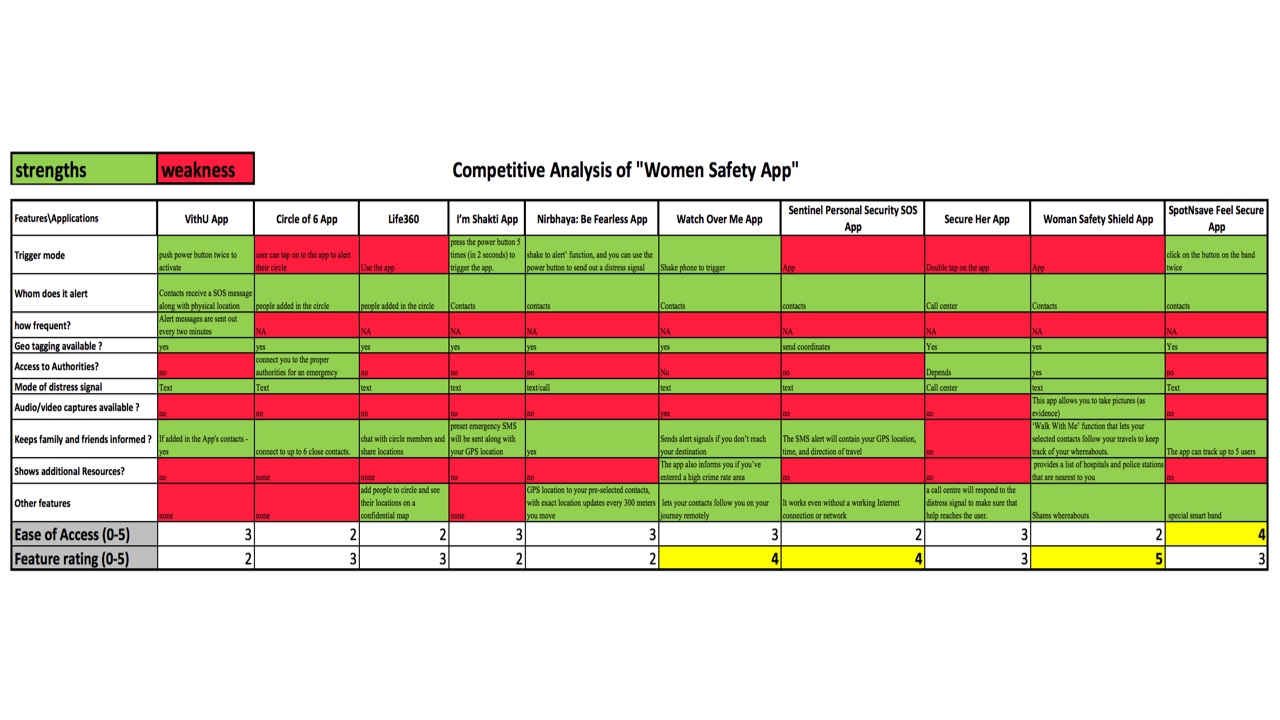 strengths weakness Competitive Analysis of "Women Safety App"
Features\Applications VithU App Circle of 6 App Life360 I'm Shakti App Nirbhaya: Be Fearless App Watch Over Me App Sentinel Personal Security SOS App Secure Her App Woman Safety Shield App SpotNsave Feel Secure App
Trigger mode
push power button twice to
activate
user can tap on to the app to alert
their circle
Use the app
press the power button 5
times (in 2 seconds) to
trigger the app.
shake to alert' function, and you can use the
power button to send out a distress signal
Shake phone to trigger
App
Double tap on the app
App
click on the button on the band
twice
Whom does it alert
Contacts receive a SOS message
along with physical location
people added in the circle
people added in the circle
Contacts
contacts
Contacts
contacts
Call center
Contacts
contacts
how frequent?
Alert messages are sent out
every two minutes
NA
NA
NA
NA
NA
NA
NA
NA
NA
Geo tagging available ? yes yes yes yes yes yes send coordinates Yes yes Yes
Access to Authorities?
no
connect you to the proper
authorities for an emergency
no
no
no
No
no
Depends
yes
no
Mode of distress signal Text Text text text text/call text text Call center text Text
Audio/video captures available ?
no
no
no
no
no
yes
no
no
This app allows you to take pictures (as
evidence)
no
Keeps family and friends informed ?
If added in the App's contacts -
yes
connect to up to 6 close contacts.
chat with circle members and
share locations
preset emergency SMS
will be sent along with
your GPS location
yes
Sends alert signals if you don't reach
your destination
The SMS alert will contain your GPS location,
time, and direction of travel
no
'Walk With Me' function that lets your
selected contacts follow your travels to keep
track of your whereabouts.
The app can track up to 5 users
Shows additional Resources?
no
none
none
no
no
The app also informs you if you've
entered a high crime rate area
no
no
provides a list of hospitals and police stations
that are nearest to you
no
Other features
none
none
add people to circle and see
their locations on a
confidential map
none
GPS location to your pre-selected contacts,
with exact location updates every 300 meters
you move
lets your contacts follow you on your
journey remotely
It works even without a working Internet
connection or network
a call centre will respond to the
distress signal to make sure that
help reaches the user.
Shares whereabouts
special smart band
Ease of Access (0-5) 3 2 2 3 3 3 2 3 2 4
Feature rating (0-5) 2 3 3 2 2 4 4 3 5 3